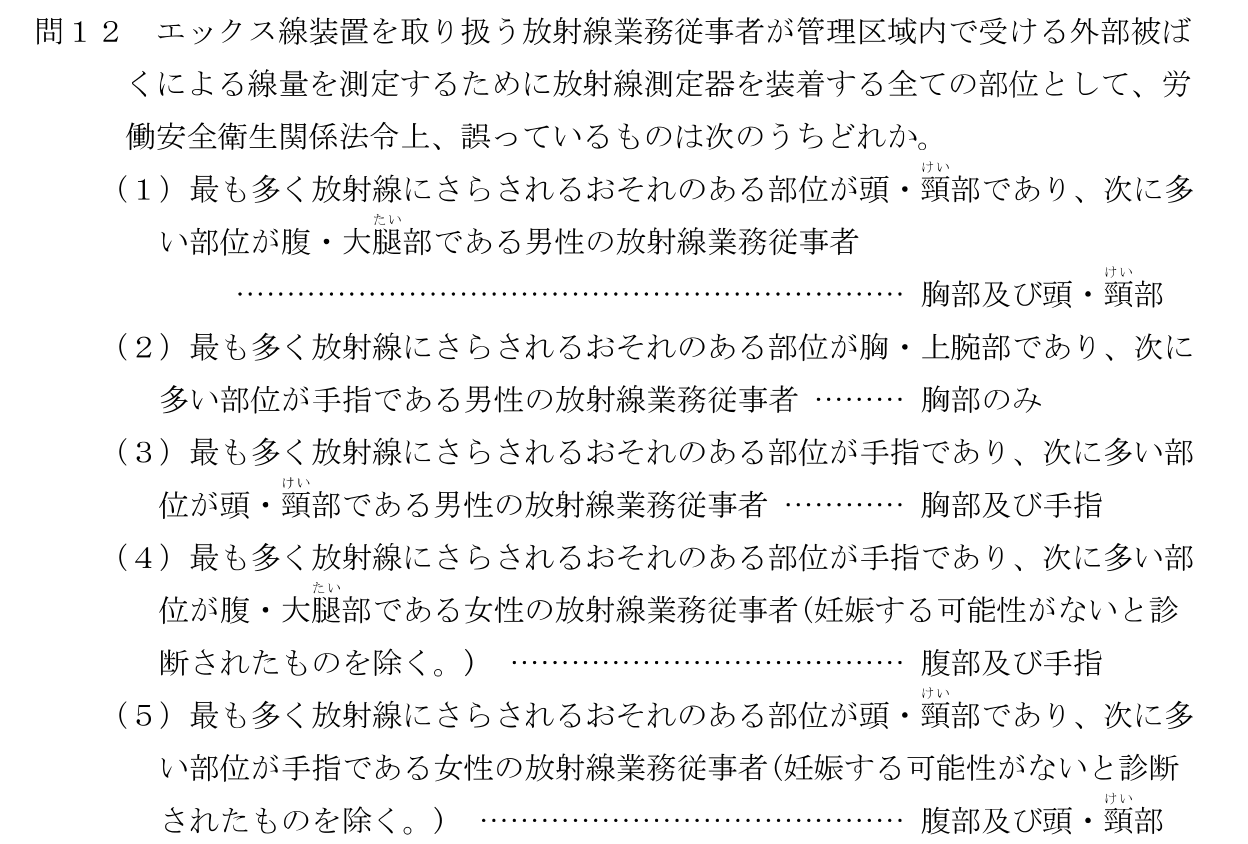 問１２　エックス線装置を取り扱う放射線業務従事者が管理区域内で受ける外部被ば
くによる線量を測定するために放射線測定器を装着する全ての部位として、労
働安全衛生関係法令上、誤っているものは次のうちどれか。
けい
（１）最も多く放射線にさらされるおそれのある部位が頭・頸部であり、次に多
たい
い部位が腹・大腿部である男性の放射線業務従事者
けい
………………………………………………………… 胸部及び頭・頸部
（２）最も多く放射線にさらされるおそれのある部位が胸・上腕部であり、次に
多い部位が手指である男性の放射線業務従事者 ……… 胸部のみ
（３）最も多く放射線にさらされるおそれのある部位が手指であり、次に多い部
けい
位が頭・頸部である男性の放射線業務従事者 ………… 胸部及び手指
（４）最も多く放射線にさらされるおそれのある部位が手指であり、次に多い部
たい
位が腹・大腿部である女性の放射線業務従事者(妊娠する可能性がないと診
断されたものを除く。) ………………………………… 腹部及び手指
けい
（５）最も多く放射線にさらされるおそれのある部位が頭・頸部であり、次に多
い部位が手指である女性の放射線業務従事者(妊娠する可能性がないと診断
けい
されたものを除く。) …………………………………… 腹部及び頭・頸部